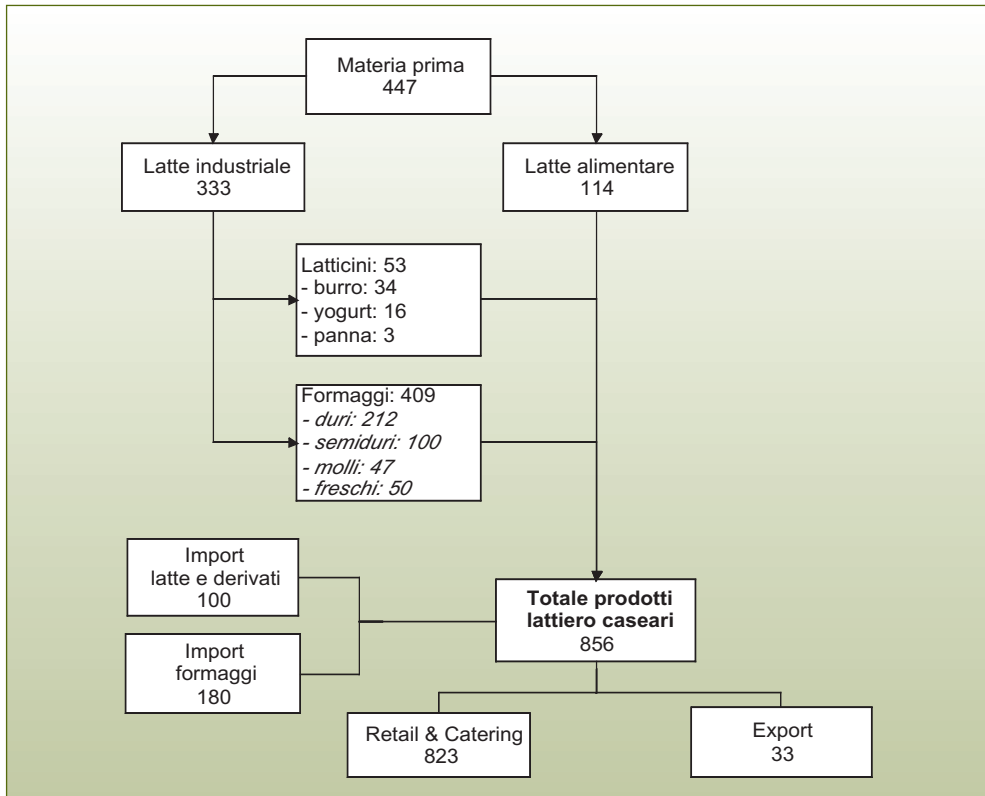 Materia prima
447
Latte industriale
333
Latte alimentare
114
Latticini: 53
- burro: 34
- yogurt: 16
- panna: 3
Formaggi: 409
- duri: 212
- semiduri: 100
- molli: 47
- freschi: 50
Import
latte e derivati
100
Totale prodotti
lattiero caseari
856
Import
formaggi
180
Retail & Catering
823
Export
33